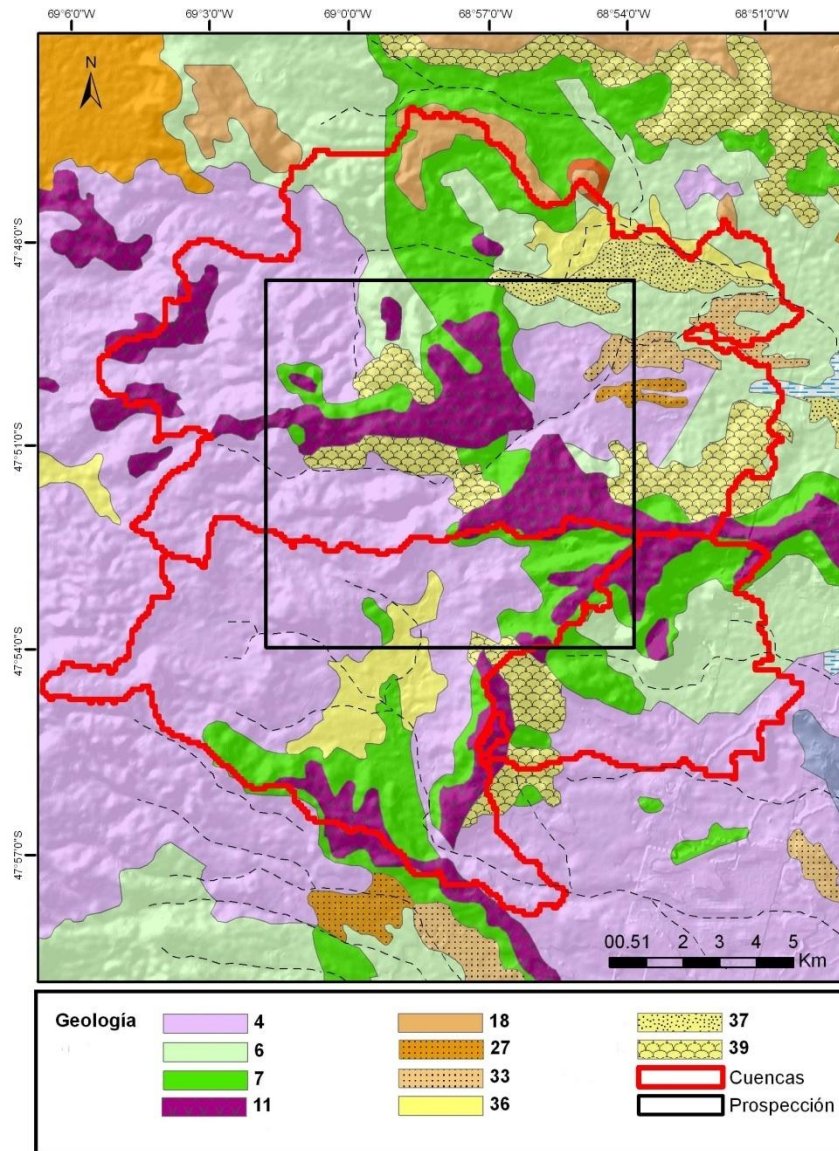 69°6'0"O 69°3'0"O 69°0'0"O 68°57'0"O 68°54'0"O 68°51'0"O
N
47°48'0"S
47°51'0"S
47°54'0"S
47°57'0"S
00.51 2 3 4 5
Km
Geología 4 18 37
6 27 39
7 33 Cuencas
11 36 Prospección